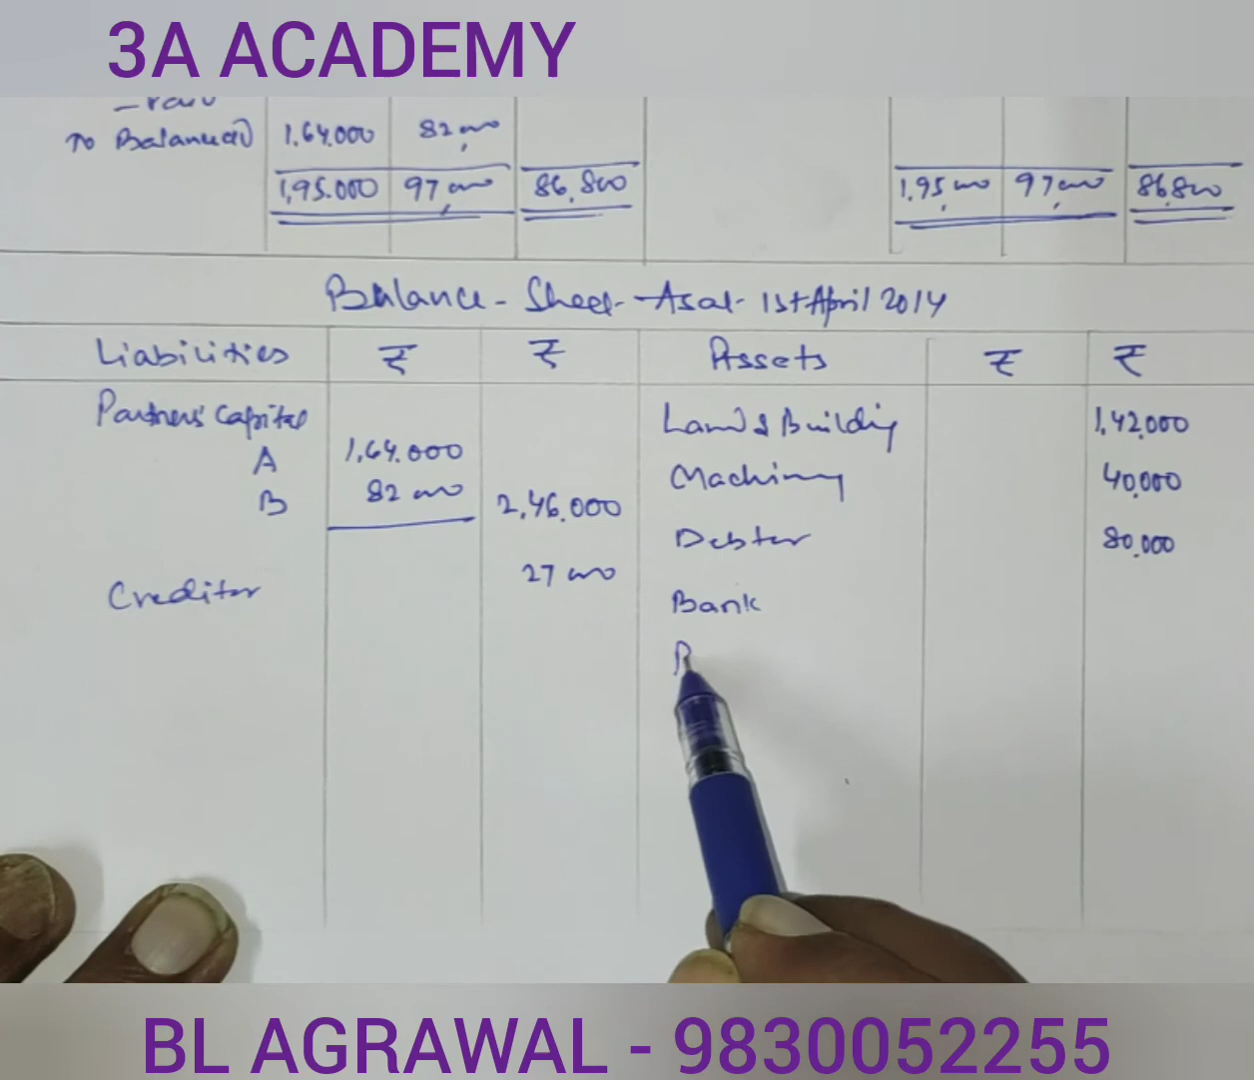 3A ACADEMY
To Balance c/d 1,64.000 82,000
1,95.000 97,000 86,800 1,95,000 97,000 86,800
Balance-Sheet-As at-1st April 2014
Liabilities ₹ ₹ Assets ₹ ₹
Partners' Capital Land & Building 1,42,000
A 1,64.000 Machinery 40,000
B 82 000 2,46.000
Debtor 80,000
Creditor 27 000
Bank
BL AGRAWAL - 9830052255